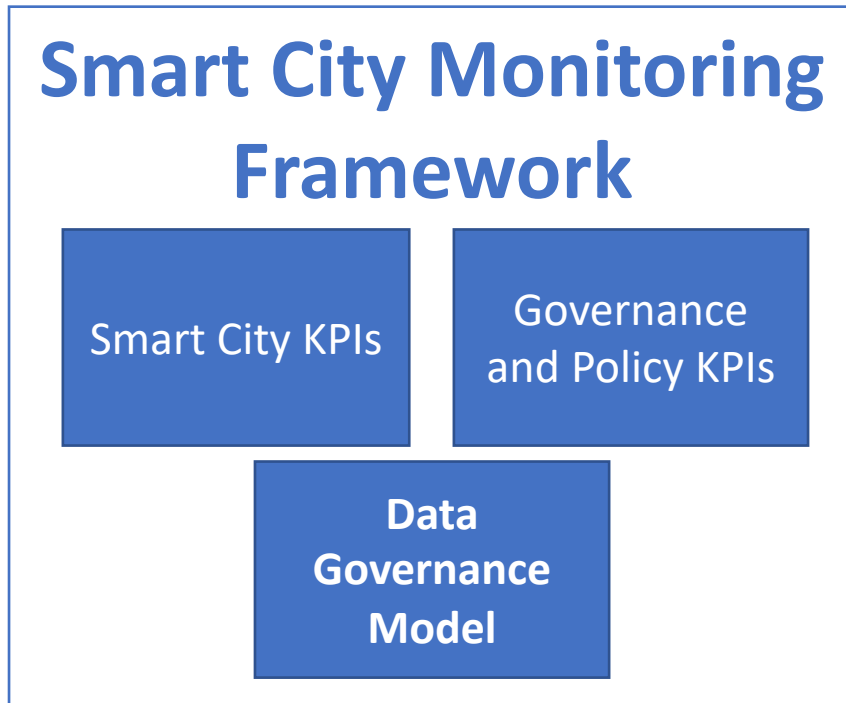 Smart City Monitoring
Framework
Smart City KPIs
Governance
and Policy KPIs
Data
Governance
Model